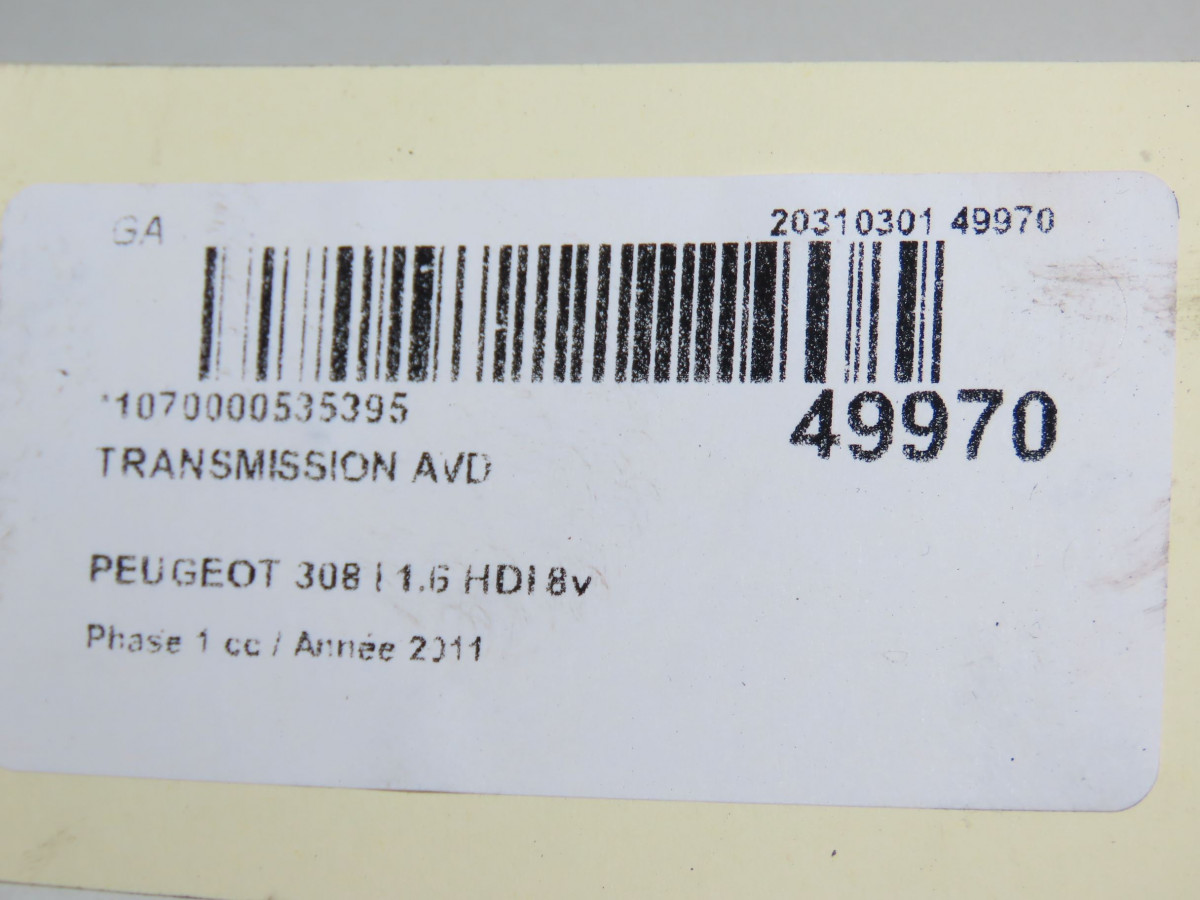 GA
20310301 49970
*1070000535395
49970
TRANSMISSION AVD
PEUGEOT 308 I 1.6 HDI 8v
Phase 1 cc / Année 2011